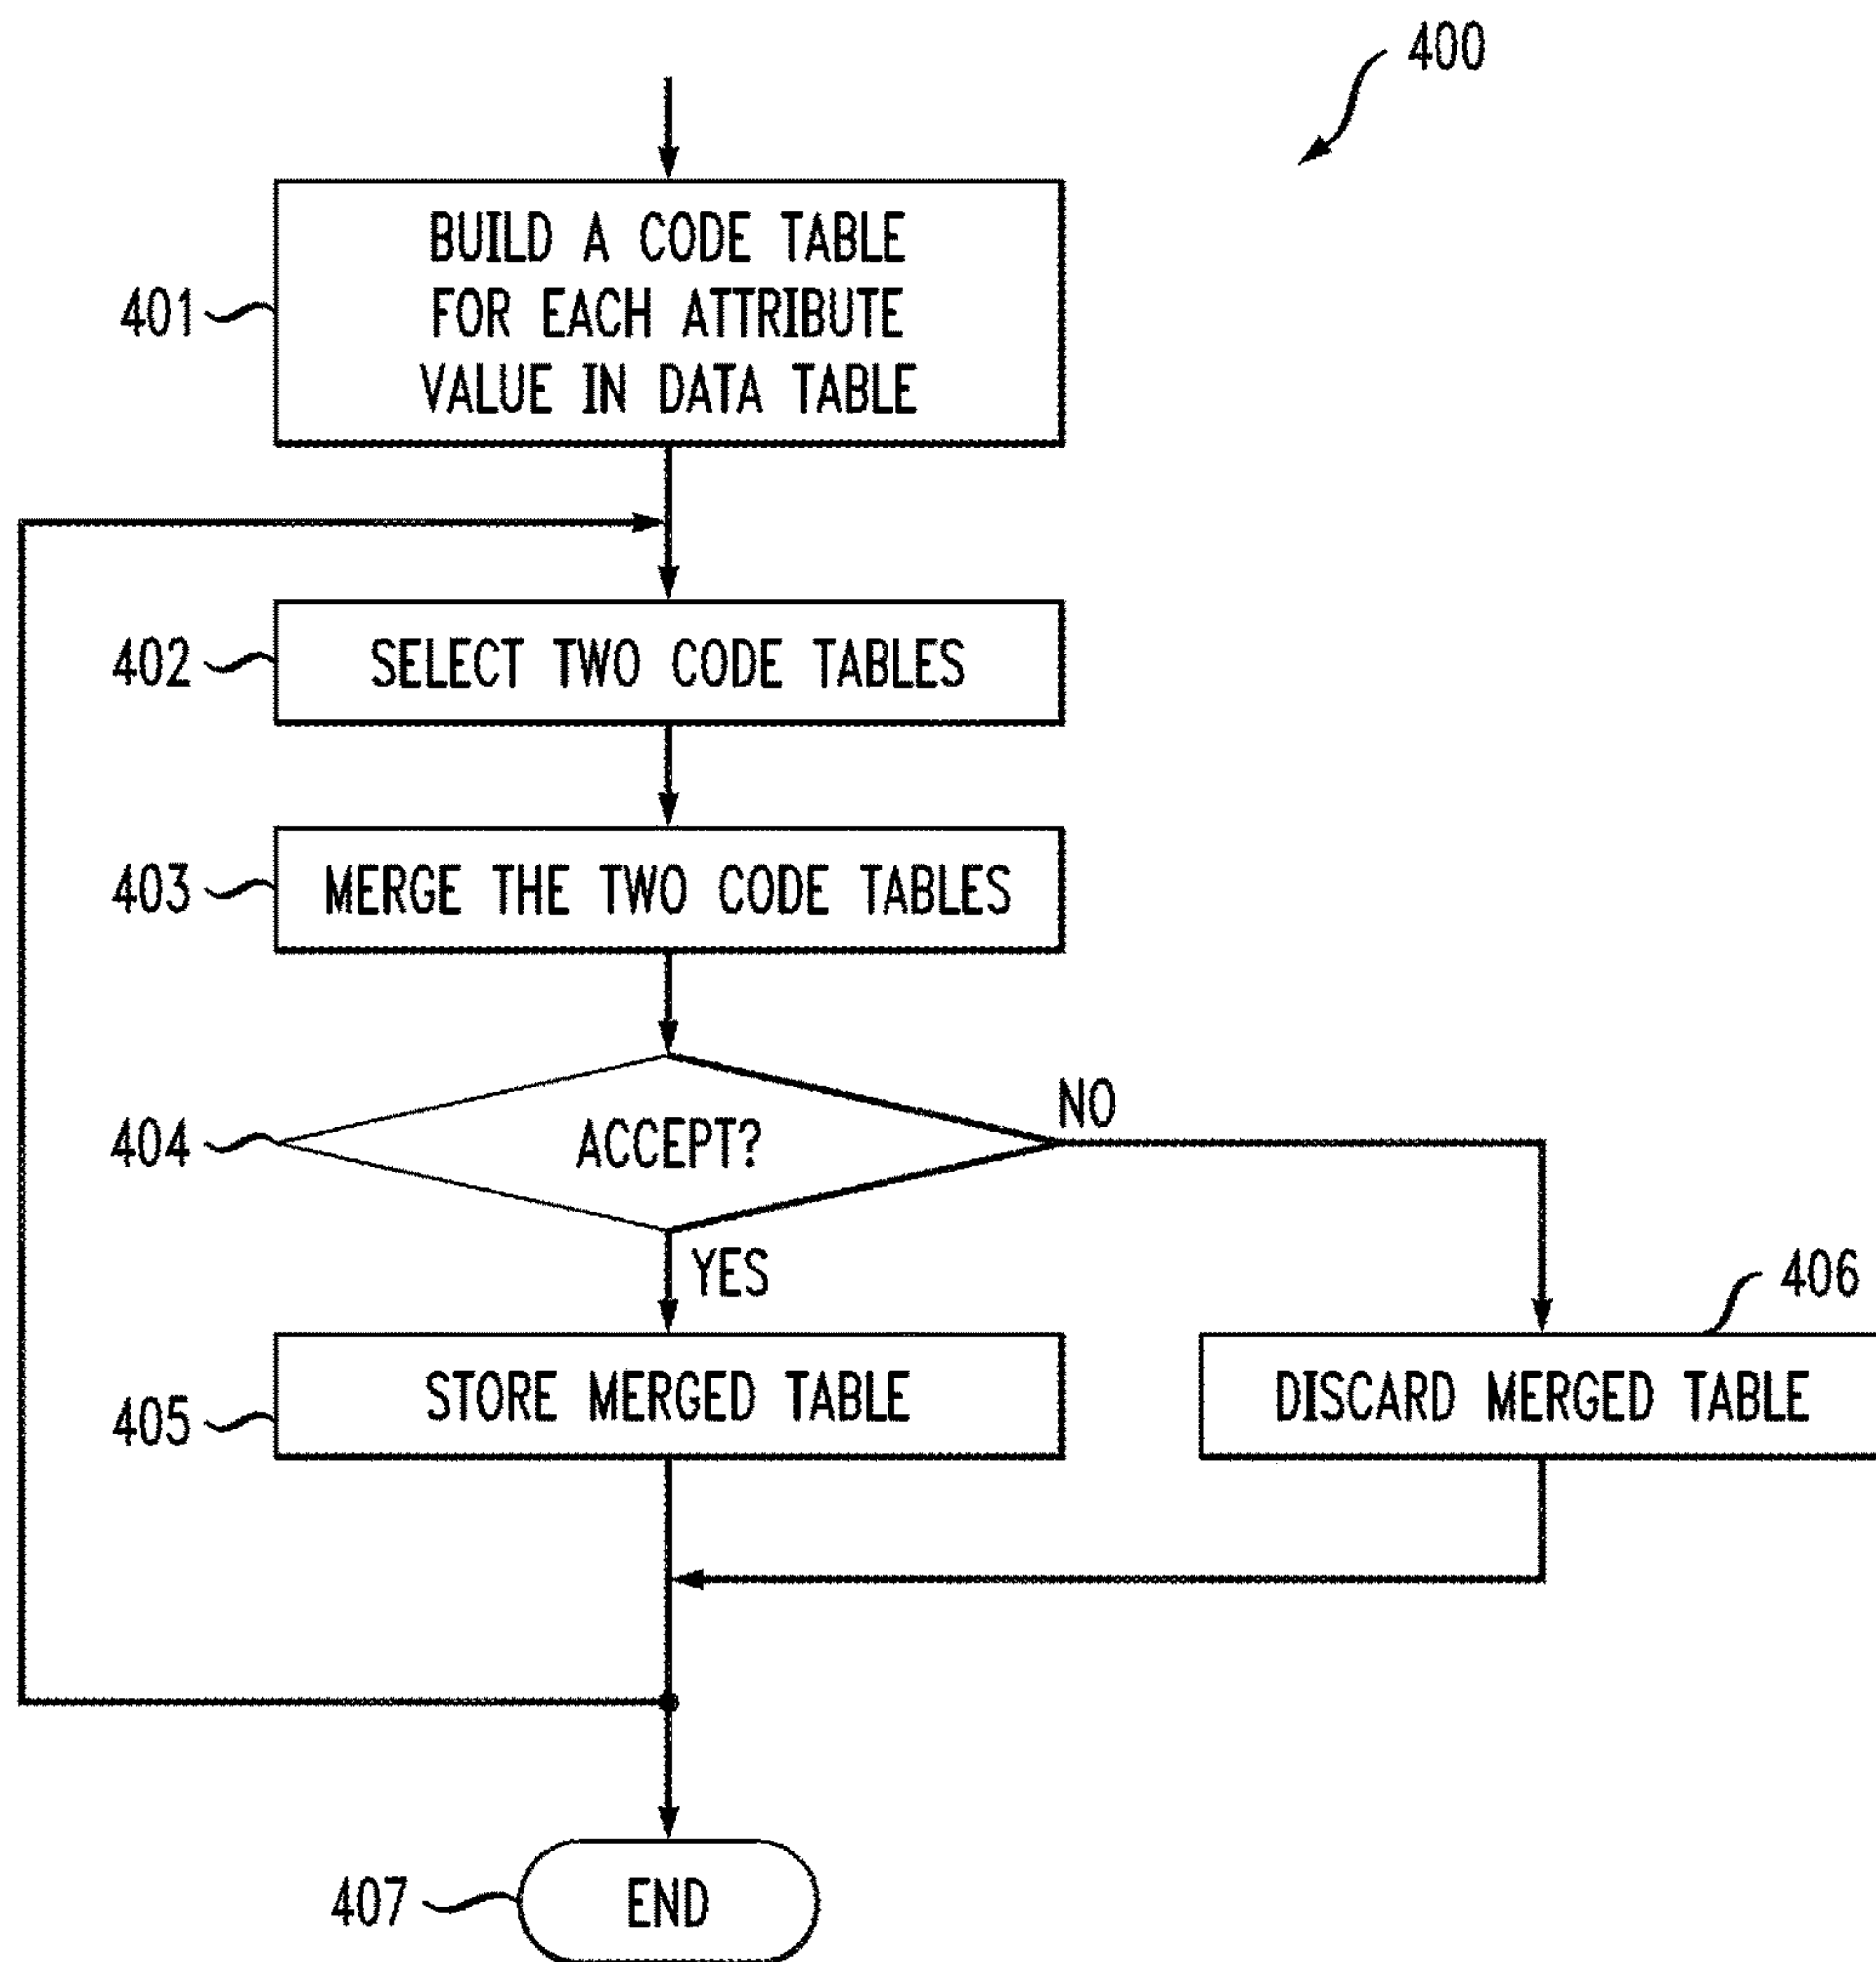 400
BUILD A CODE TABLE
FOR EACH ATTRIBUTE
VALUE IN DATA TABLE
401
402
SELECT TWO CODE TABLES
403
MERGE THE TWO CODE TABLES
404
ACCEPT?
NO
YES
406
405
STORE MERGED TABLE
DISCARD MERGED TABLE
407
END